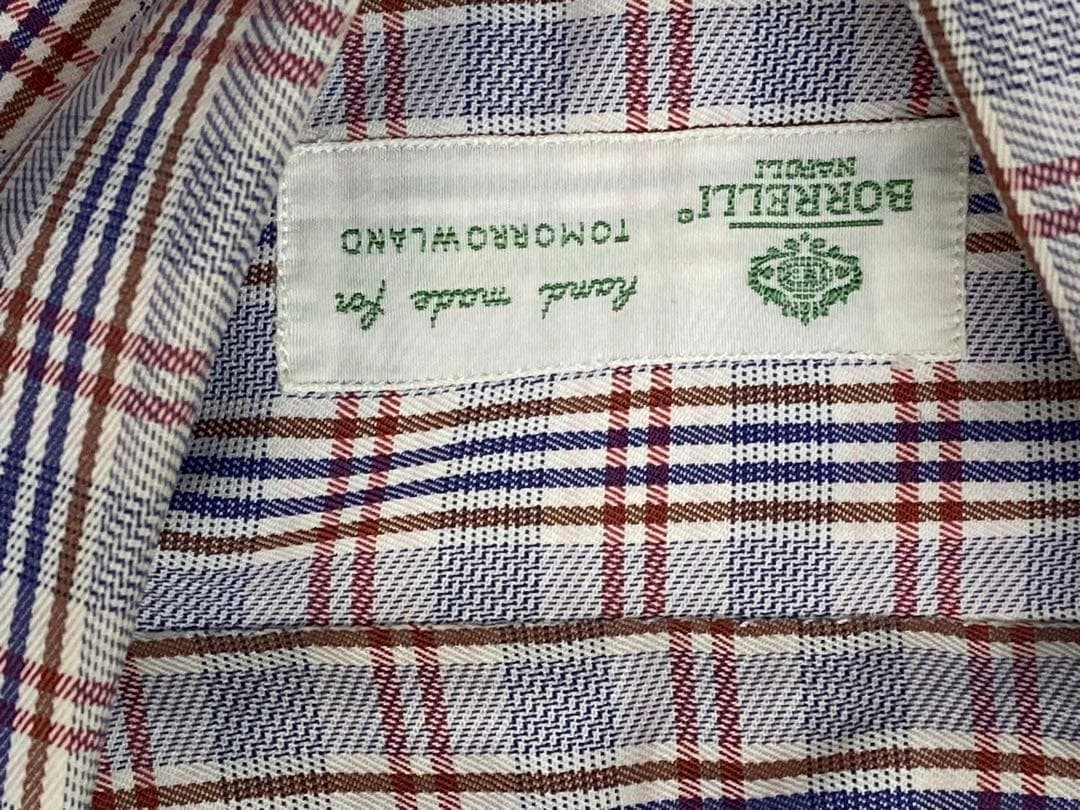 hand made for
TOMORROWLAND
BORRELLI®
NAPOLI